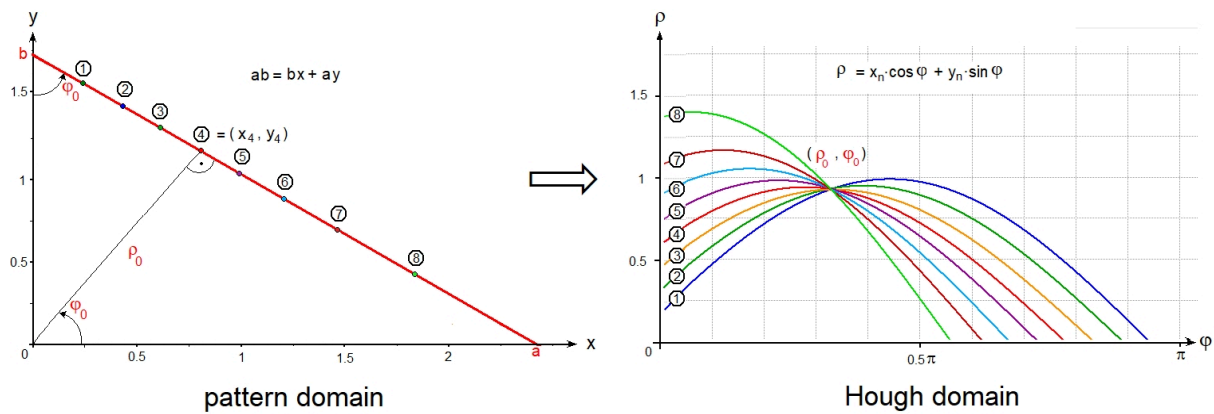 y
b
φ₀
1
2
3
4 = (x₄, y₄)
5
6
7
8
ab = bx + ay
1.5
1
0.5
0
ρ₀
φ₀
0.5
1
1.5
2
a
x
pattern domain
ρ
ρ = xₙ·cos φ + yₙ·sin φ
1.5
1
0.5
0
8
7
6
5
4
3
2
1
(ρ₀, φ₀)
0.5π
π
φ
Hough domain